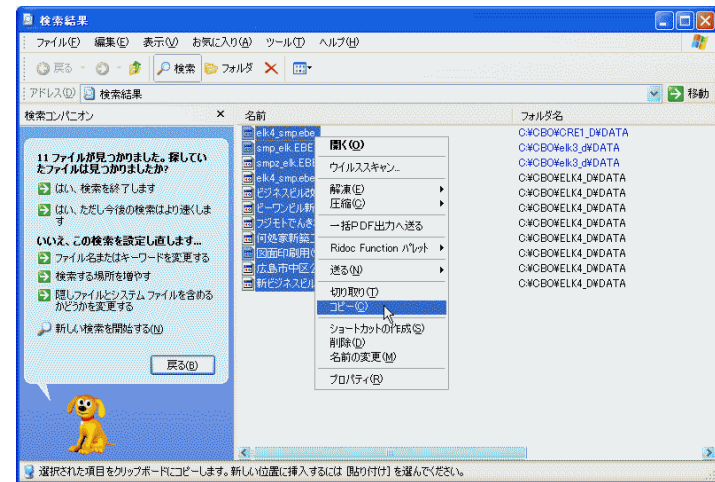 検索結果
ファイル(F) 編集(E) 表示(V) お気に入り(A) ツール(T) ヘルプ(H)
戻る 検索 フォルダ
アドレス(D) 検索結果 移動
検索コンパニオン × 名前 フォルダ名
11 ファイルが見つかりました。探してい
たファイルは見つかりましたか?
はい、検索を終了します
はい、ただし今後の検索はより速くしま
す
いいえ、この検索を設定し直します...
ファイル名またはキーワードを変更する
検索する場所を増やす
隠しファイルとシステム ファイルを含める
かどうかを変更する
新しい検索を開始する(N)
戻る(B)
elk4_smp.ebe C:¥CBO¥CRE1_D¥DATA
smp_elk.EBE C:¥CBO¥elk3_d¥DATA
smpz_elk.EB C:¥CBO¥elk3_d¥DATA
elk4_smp.ebe C:¥CBO¥ELK4_D¥DATA
ビジネスビル C:¥CBO¥ELK4_D¥DATA
ビーワンビル新 C:¥CBO¥ELK4_D¥DATA
フジモトでんき C:¥CBO¥ELK4_D¥DATA
何処家新築 C:¥CBO¥ELK4_D¥DATA
図面印刷用( C:¥CBO¥ELK4_D¥DATA
広島市中区 C:¥CBO¥ELK4_D¥DATA
新ビジネスビル C:¥CBO¥ELK4_D¥DATA
開く(O)
ウイルススキャン...
解凍(E)
圧縮(C)
一括PDF出力へ送る
Ridoc Function パレット
送る(N)
切り取り(T)
コピー(C)
ショートカットの作成(S)
削除(D)
名前の変更(M)
プロパティ(R)
選択された項目をクリップボードにコピーします。新しい位置に挿入するには [貼り付け] を選んでください。